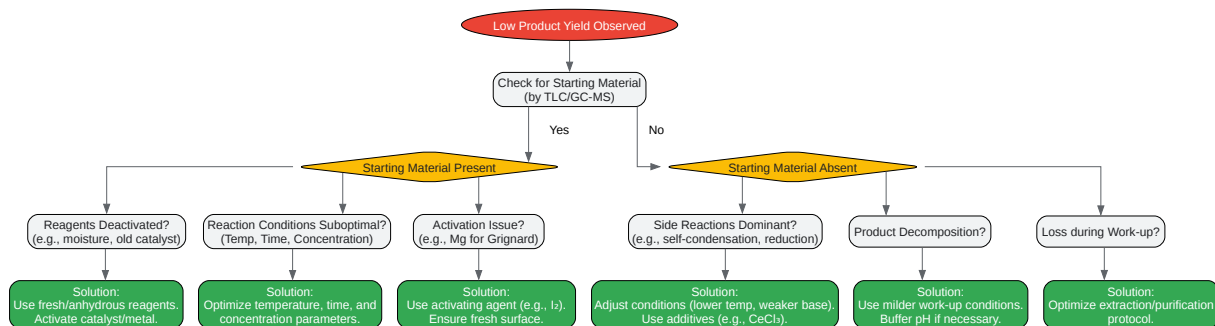 Low Product Yield Observed
Check for Starting Material
(by TLC/GC-MS)
Yes
No
Starting Material Present
Starting Material Absent
Reagents Deactivated?
(e.g., moisture, old catalyst)
Reaction Conditions Suboptimal?
(Temp, Time, Concentration)
Activation Issue?
(e.g., Mg for Grignard)
Side Reactions Dominant?
(e.g., self-condensation, reduction)
Product Decomposition?
Loss during Work-up?
Solution:
Use fresh/anhydrous reagents.
Activate catalyst/metal.
Solution:
Optimize temperature, time, and
concentration parameters.
Solution:
Use activating agent (e.g., I₂).
Ensure fresh surface.
Solution:
Adjust conditions (lower temp, weaker base).
Use additives (e.g., CeCl₃).
Solution:
Use milder work-up conditions.
Buffer pH if necessary.
Solution:
Optimize extraction/purification
protocol.